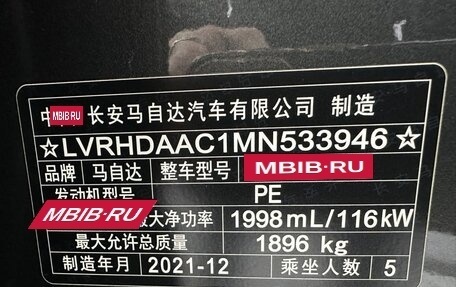 中 MBIB.RU 长安马自达汽车有限公司 制造
☆LVRHDAAC1MN533946☆
品牌 马自达 整车型号 MBIB.RU
发动机型号 PE
MBIB.RU 最大净功率 1998mL/116kW
最大允许总质量 1896 kg
制造年月 2021-12 乘坐人数 5